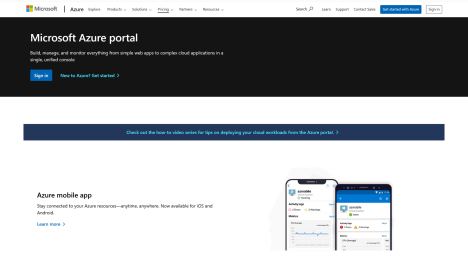 Microsoft Azure Explore Products Solutions Pricing Partners Resources Search Learn Support Contact Sales Get started with Azure Sign in
Microsoft Azure portal
Build, manage, and monitor everything from simple web apps to complex cloud applications in a
single, unified console
Sign in New to Azure? Get started
Check out the how-to video series for tips on deploying your cloud workloads from the Azure portal.
Azure mobile app
Stay connected to your Azure resources—anytime, anywhere. Now available for iOS and
Android.
Learn more